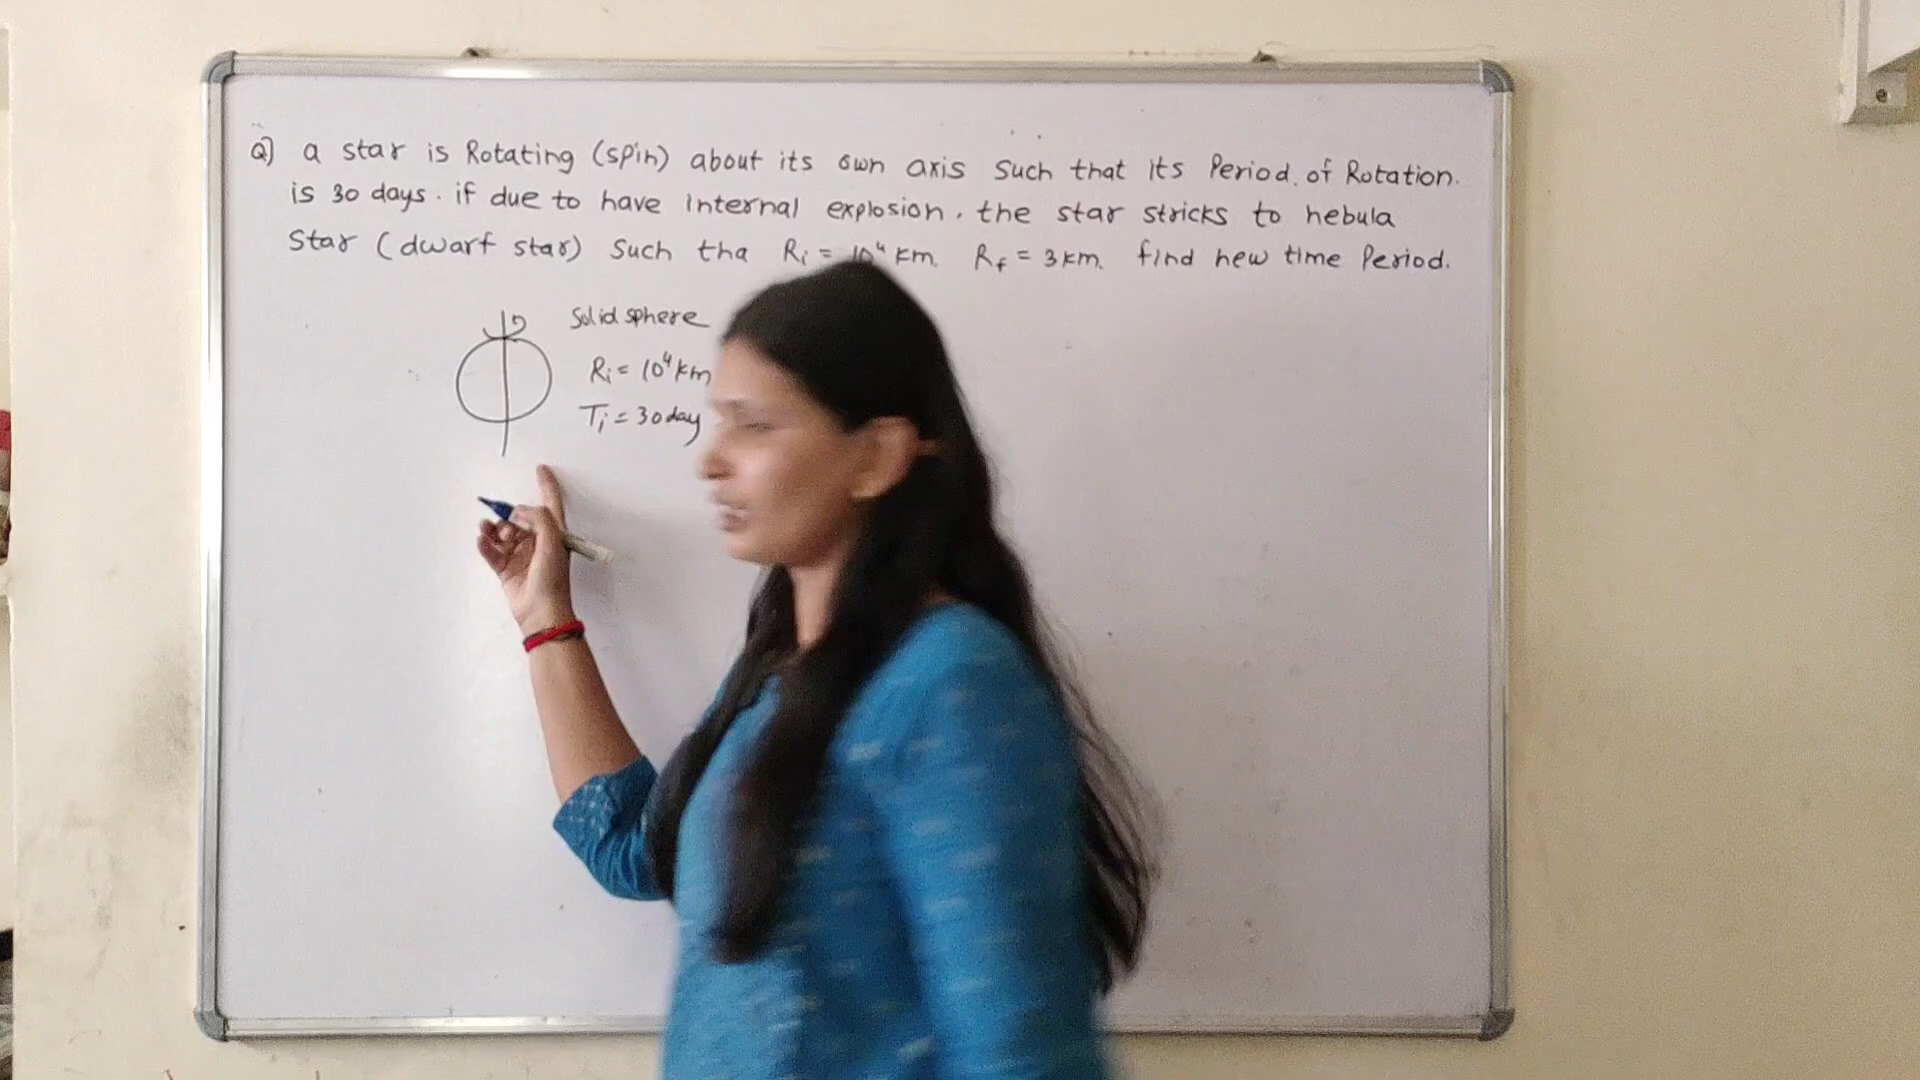 Q) a star is Rotating (spin) about its own axis such that its Period. of Rotation.
is 30 days. if due to have internal explosion. the star stricks to nebula
Star (dwarf star) Such tha Ri = 10⁴ km. Rf = 3 km. find new time Period.
Solid sphere
Ri = 10⁴ km
Ti = 30 day